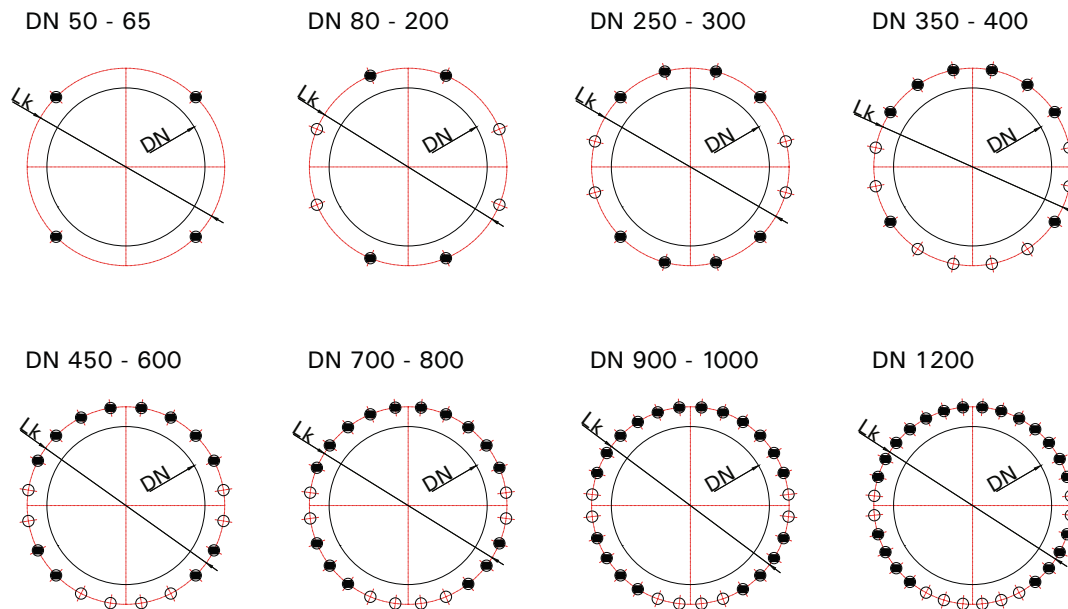 DN 50 - 65
DN 80 - 200
DN 250 - 300
DN 350 - 400
Lk
DN
Lk
DN
Lk
DN
Lk
DN
DN 450 - 600
DN 700 - 800
DN 900 - 1000
DN 1200
Lk
DN
Lk
DN
Lk
DN
Lk
DN